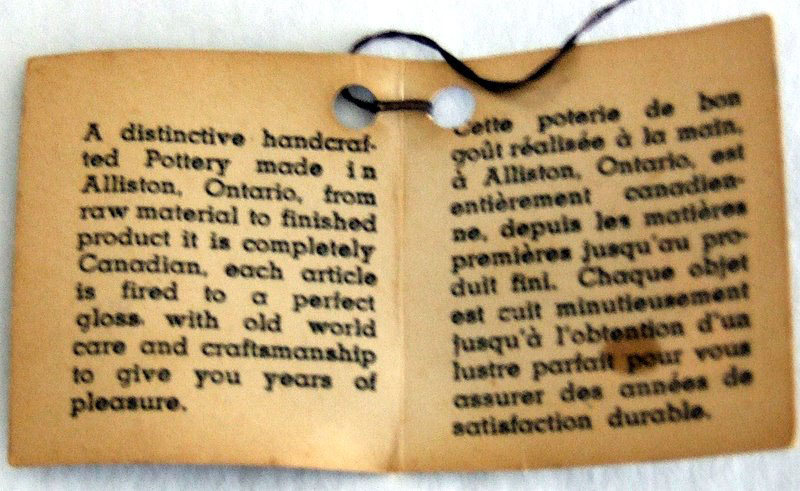 A distinctive handcraf-
ted Pottery made in
Alliston, Ontario, from
raw material to finished
product it is completely
Canadian, each article
is fired to a perfect
gloss, with old world
care and craftsmanship
to give you years of
pleasure.
Cette poterie de bon
goût réalisée à la main,
à Alliston, Ontario, est
entièrement canadien-
ne, depuis les matières
premières jusqu'au pro-
duit fini. Chaque objet
est cuit minutieusement
jusqu'à l'obtention d'un
lustre parfait pour vous
assurer des années de
satisfaction durable.